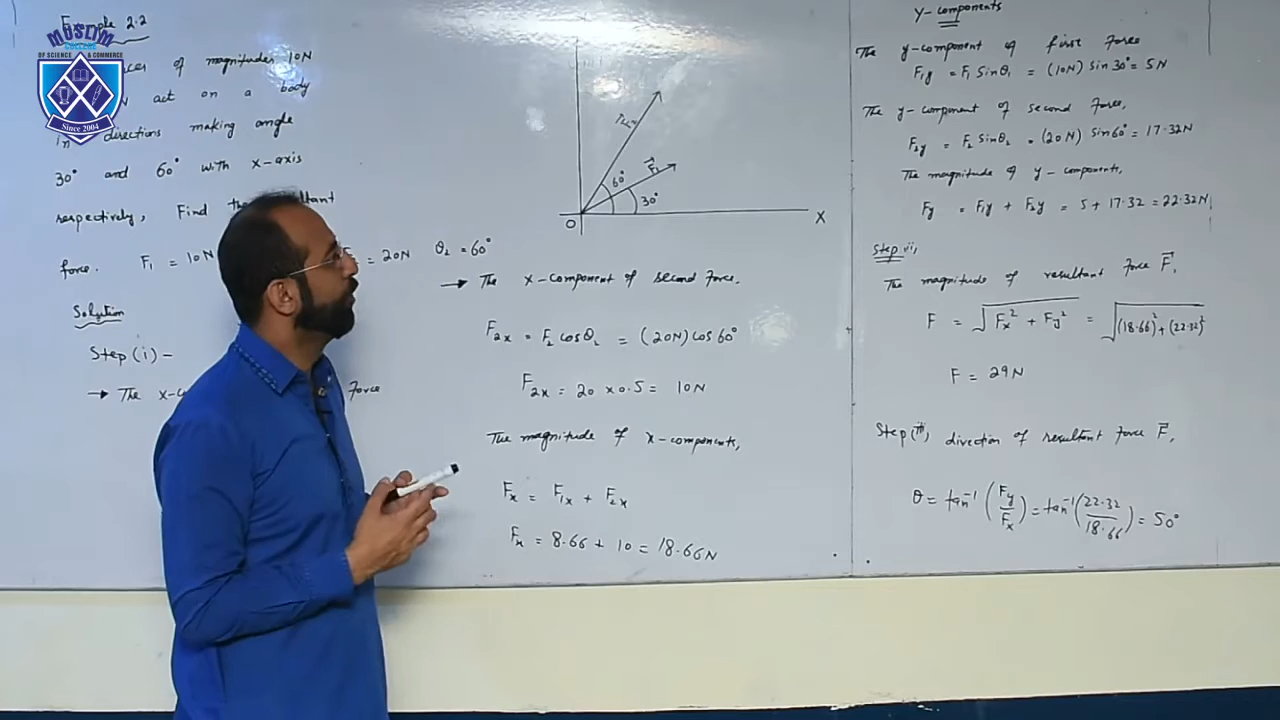 Example 2.2
MUSLIM
COLLEGE
OF SCIENCE & COMMERCE
Since 2004
of magnitudes 10N
act on a body
in directions making angle
30° and 60° with x-axis
respectively, Find the
force. F₁ = 10N = 20N θ₂ = 60°
Solution
Step (i) –
→ The Force
F₂
F₁
60°
30°
O
X
→ The x-component of second Force.
F₂ₓ = F₂ cosθ₂ = (20N) cos 60°
F₂ₓ = 20 x 0.5 = 10N
The magnitude of x-components,
Fₓ = F₁ₓ + F₂ₓ
Fₓ = 8.66 + 10 = 18.66N
Y-components
The y-component of first Force
F₁y = F₁ Sinθ₁ = (10N) sin 30° = 5N
The y-component of second Force,
F₂y = F₂ Sinθ₂ = (20N) sin60° = 17.32N
The magnitude of y-components,
Fy = F₁y + F₂y = 5 + 17.32 = 22.32N
Step ii,
The magnitude of resultant force F⃗,
F = √(Fₓ² + Fy²) = √((18.66)² + (22.32)²)
F = 29N
Step (iii), direction of resultant force F⃗.
θ = tan⁻¹(Fy/Fₓ) = tan⁻¹(22.32/18.66) = 50°